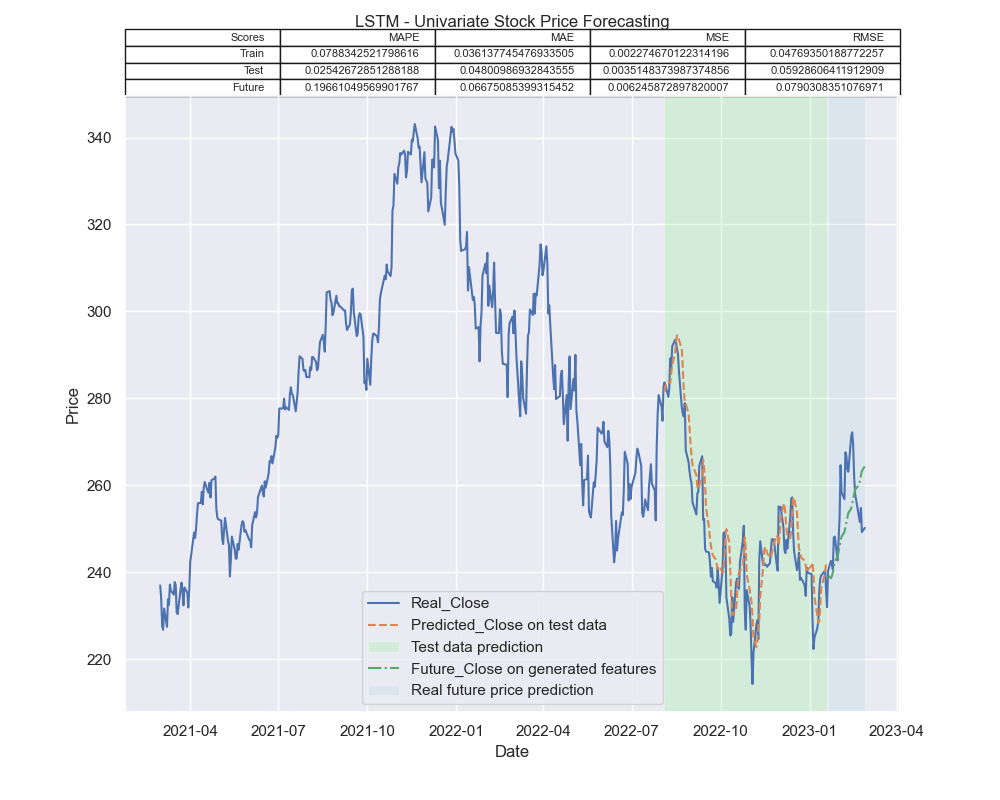 LSTM - Univariate Stock Price Forecasting
Scores MAPE MAE MSE RMSE
Train 0.0788342521798616 0.036137745476933505 0.002274670122314196 0.04769350188772257
Test 0.02542672851288188 0.04800986932843555 0.0035148373987374856 0.05928606411912909
Future 0.19661049569901767 0.06675085399315452 0.006245872897820007 0.0790308351076971
340
320
300
280
260
240
220
Price
Real_Close
Predicted_Close on test data
Test data prediction
Future_Close on generated features
Real future price prediction
2021-04 2021-07 2021-10 2022-01 2022-04 2022-07 2022-10 2023-01 2023-04
Date